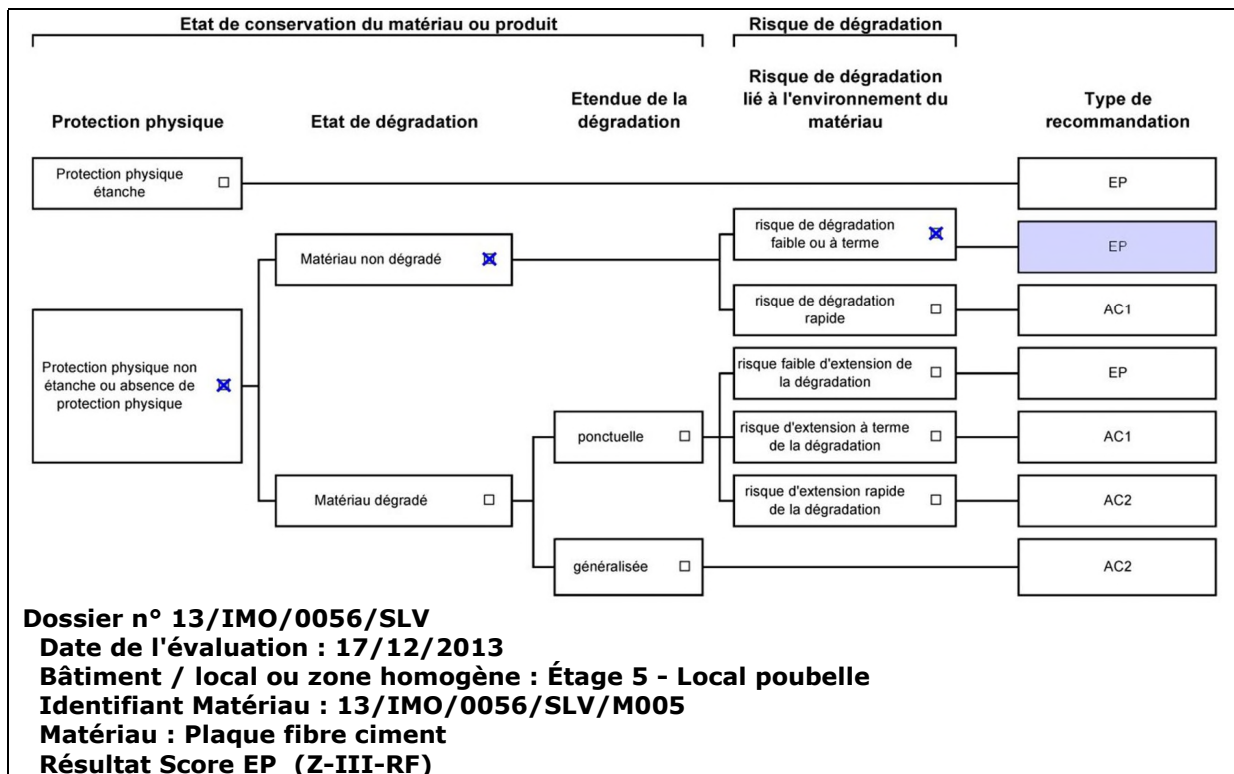 Etat de conservation du matériau ou produit
Risque de dégradation
Protection physique
Etat de dégradation
Etendue de la
dégradation
Risque de dégradation
lié à l'environnement du
matériau
Type de
recommandation
Protection physique
étanche
EP
risque de dégradation
faible ou à terme
EP
Matériau non dégradé
risque de dégradation
rapide
AC1
Protection physique non
étanche ou absence de
protection physique
risque faible d'extension de
la dégradation
EP
ponctuelle
risque d'extension à terme
de la dégradation
AC1
Matériau dégradé
risque d'extension rapide
de la dégradation
AC2
généralisée
AC2
Dossier n° 13/IMO/0056/SLV
Date de l'évaluation : 17/12/2013
Bâtiment / local ou zone homogène : Étage 5 - Local poubelle
Identifiant Matériau : 13/IMO/0056/SLV/M005
Matériau : Plaque fibre ciment
Résultat Score EP (Z-III-RF)